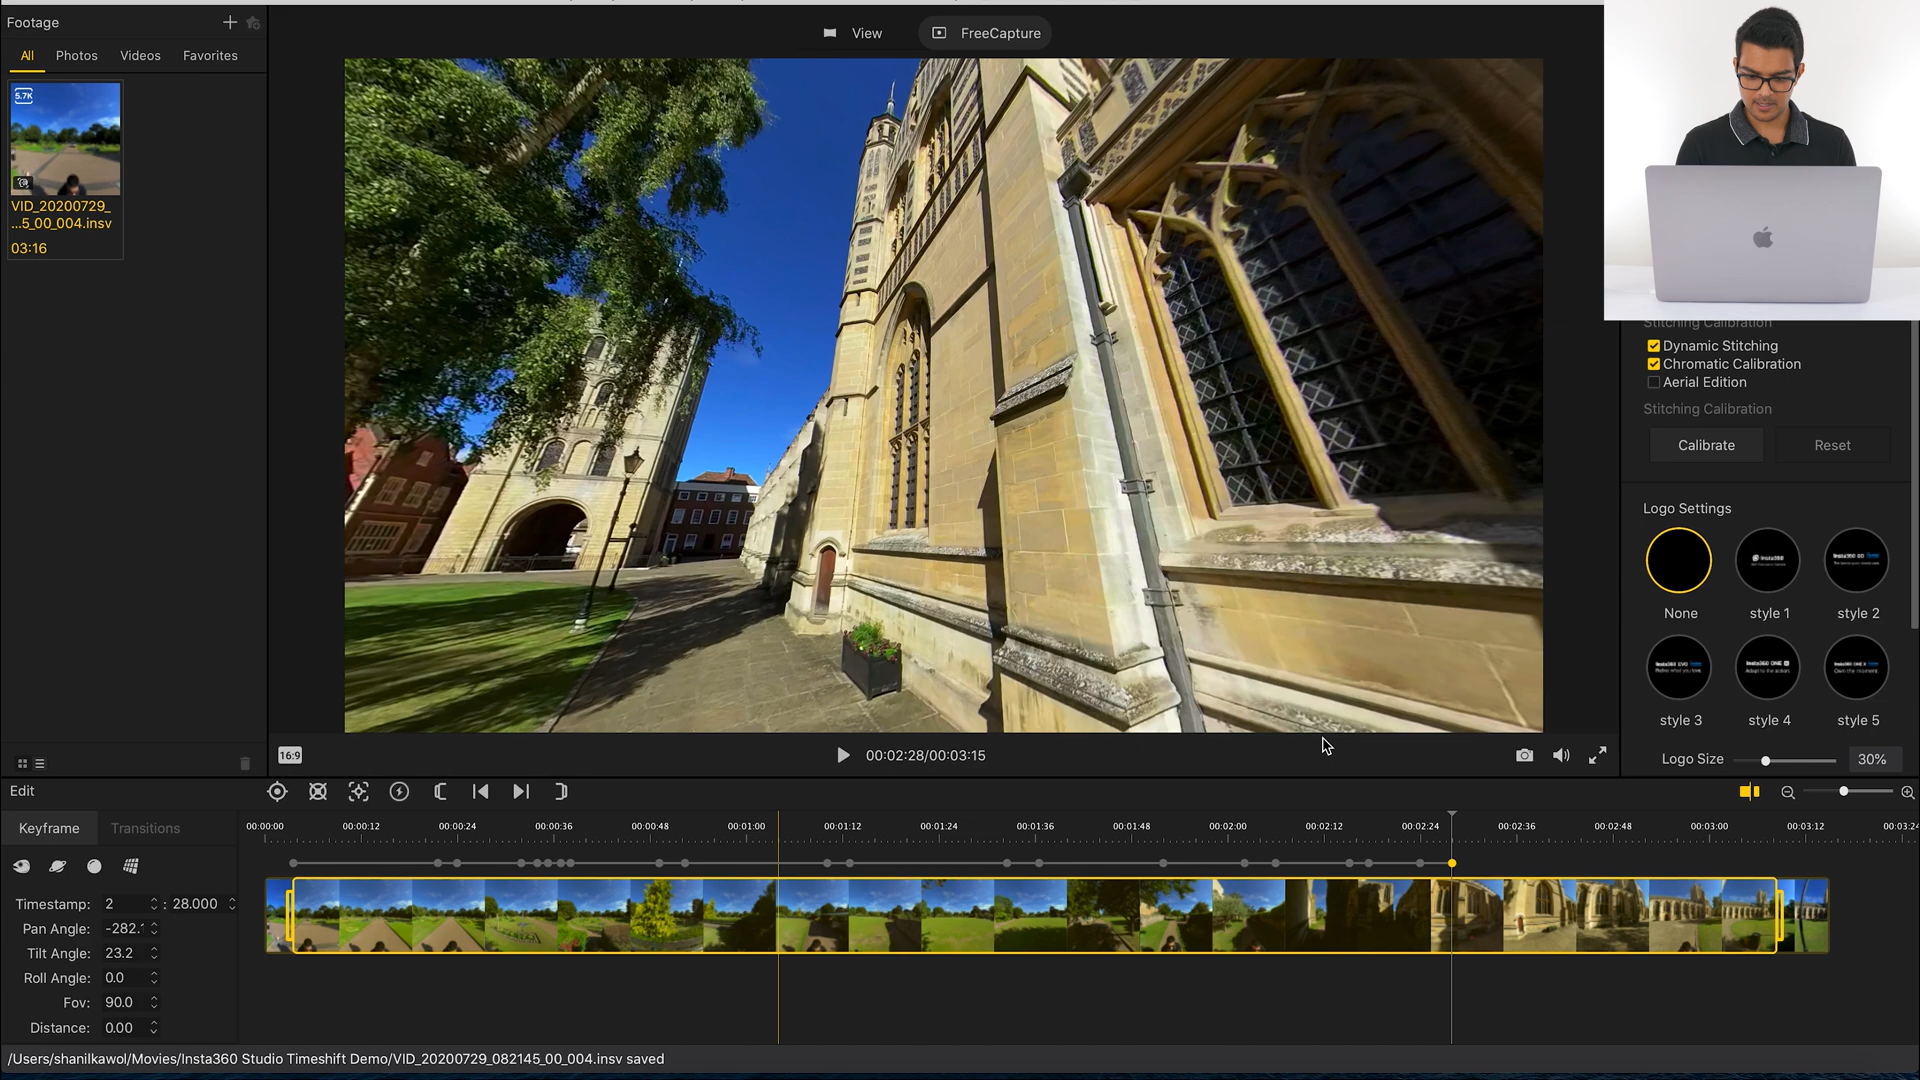 Footage
View
FreeCapture
All
Photos
Videos
Favorites
5.7K
VID_20200729_
...5_00_004.insv
03:16
Stitching Calibration
Dynamic Stitching
Chromatic Calibration
Aerial Edition
Stitching Calibration
Calibrate
Reset
Logo Settings
None
style 1
style 2
style 3
style 4
style 5
Logo Size
30%
16:9
00:02:28/00:03:15
Edit
Keyframe
Transitions
00:00:00
00:00:12
00:00:24
00:00:36
00:00:48
00:01:00
00:01:12
00:01:24
00:01:36
00:01:48
00:02:00
00:02:12
00:02:24
00:02:36
00:02:48
00:03:00
00:03:12
00:03:24
Timestamp: 2 : 28.000
Pan Angle: -282.
Tilt Angle: 23.2
Roll Angle: 0.0
Fov: 90.0
Distance: 0.00
/Users/shanilkawol/Movies/Insta360 Studio Timeshift Demo/VID_20200729_082145_00_004.insv saved